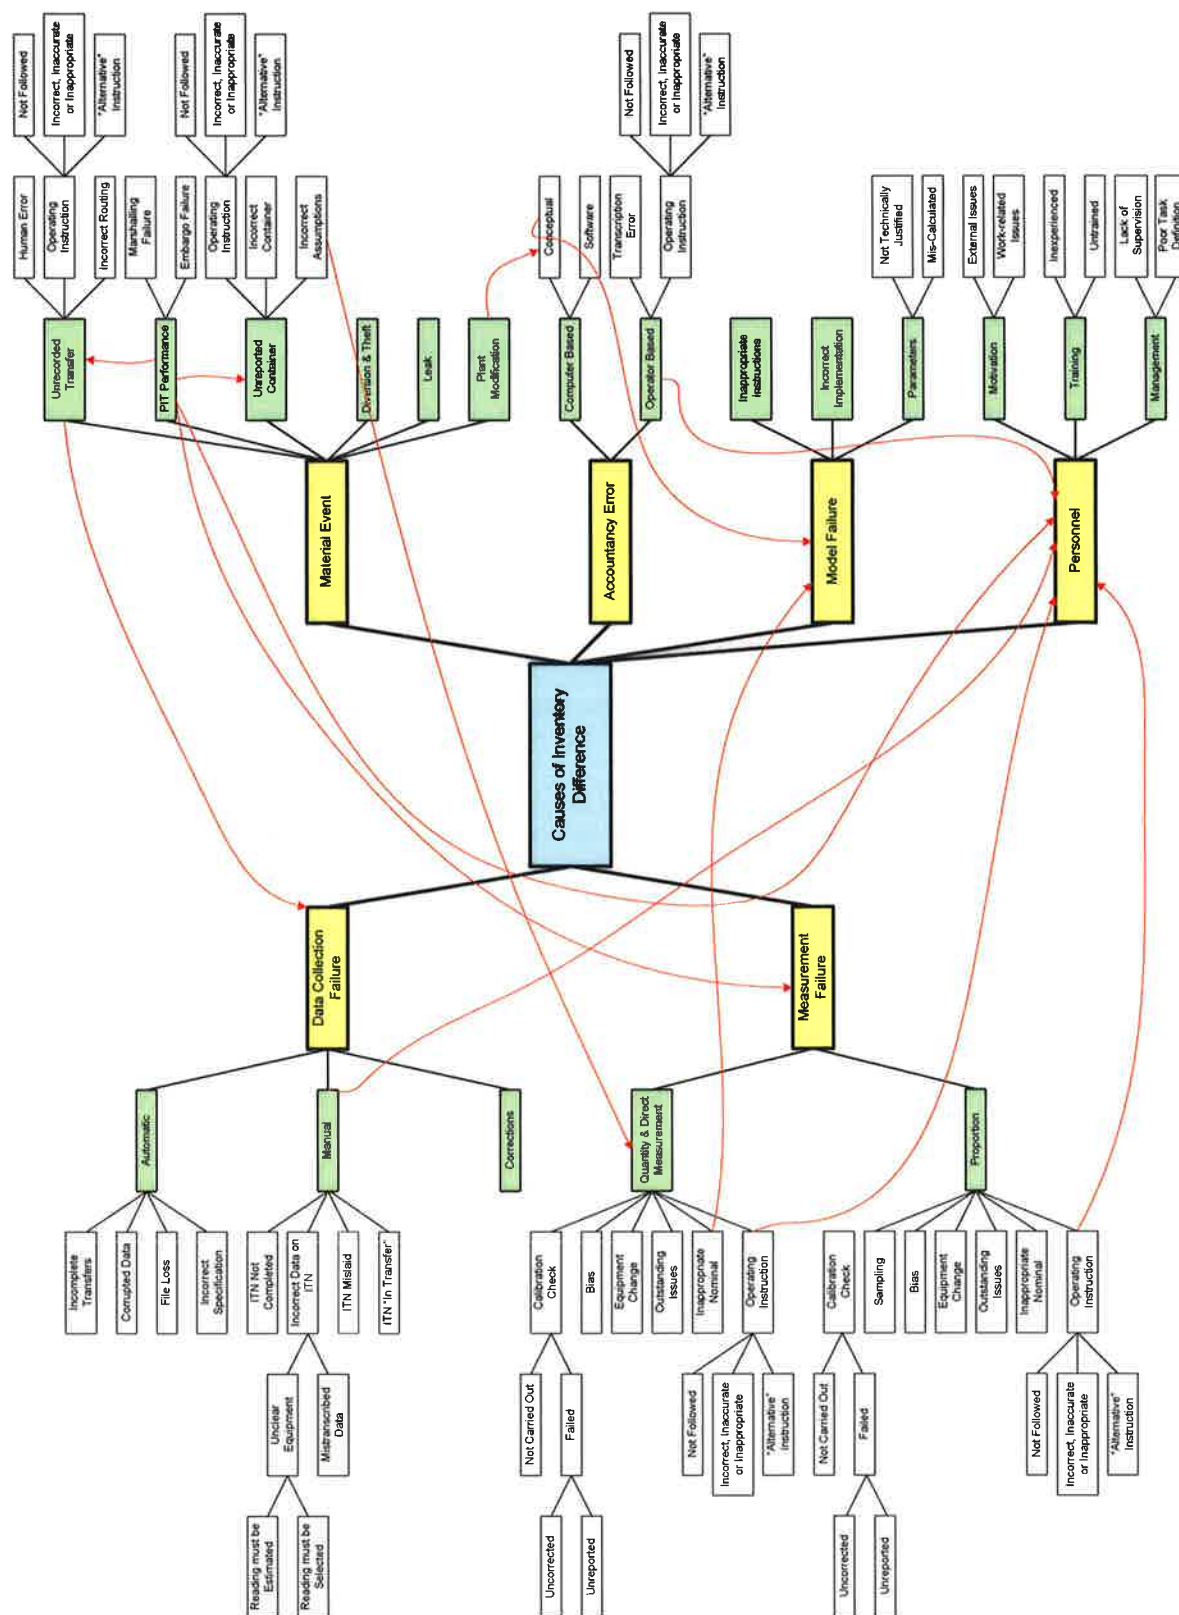 Causes of Inventory
Difference
Data Collection
Failure
Automatic
Incomplete
Transfers
Corrupted Data
File Loss
Incorrect
Specification
Manual
ITN Not
Completed
Incorrect Data on
ITN
Unclear
Equipment
Reading must be
Estimated
Reading must be
Selected
Mistranscribed
Data
ITN Mislaid
ITN "In Transfer"
Corrections
Measurement
Failure
Quantity & Direct
Measurement
Calibration
Check
Not Carried Out
Failed
Uncorrected
Unreported
Bias
Equipment
Change
Outstanding
Issues
Inappropriate
Nominal
Operating
Instruction
Not Followed
Incorrect, Inaccurate
or Inappropriate
"Alternative"
Instruction
Proportion
Calibration
Check
Not Carried Out
Failed
Uncorrected
Unreported
Sampling
Bias
Equipment
Change
Outstanding
Issues
Inappropriate
Nominal
Operating
Instruction
Not Followed
Incorrect, Inaccurate
or Inappropriate
"Alternative"
Instruction
Material Event
Unrecorded
Transfer
Human Error
Operating
Instruction
Not Followed
Incorrect, Inaccurate
or Inappropriate
"Alternative"
Instruction
Incorrect Routing
PIT Performance
Marshalling
Failure
Embargo Failure
Unreported
Container
Operating
Instruction
Not Followed
Incorrect, Inaccurate
or Inappropriate
"Alternative"
Instruction
Incorrect
Container
Incorrect
Assumptions
Diversion & Theft
Leak
Plant
Modification
Accountancy Error
Computer Based
Conceptual
Software
Operator Based
Transcription
Error
Operating
Instruction
Not Followed
Incorrect, Inaccurate
or Inappropriate
"Alternative"
Instruction
Model Failure
Inappropriate
Instructions
Incorrect
Implementation
Parameters
Not Technically
Justified
Mis-Calculated
Personnel
Motivation
External Issues
Work-related
Issues
Training
Inexperienced
Untrained
Management
Lack of
Supervision
Poor Task
Definition